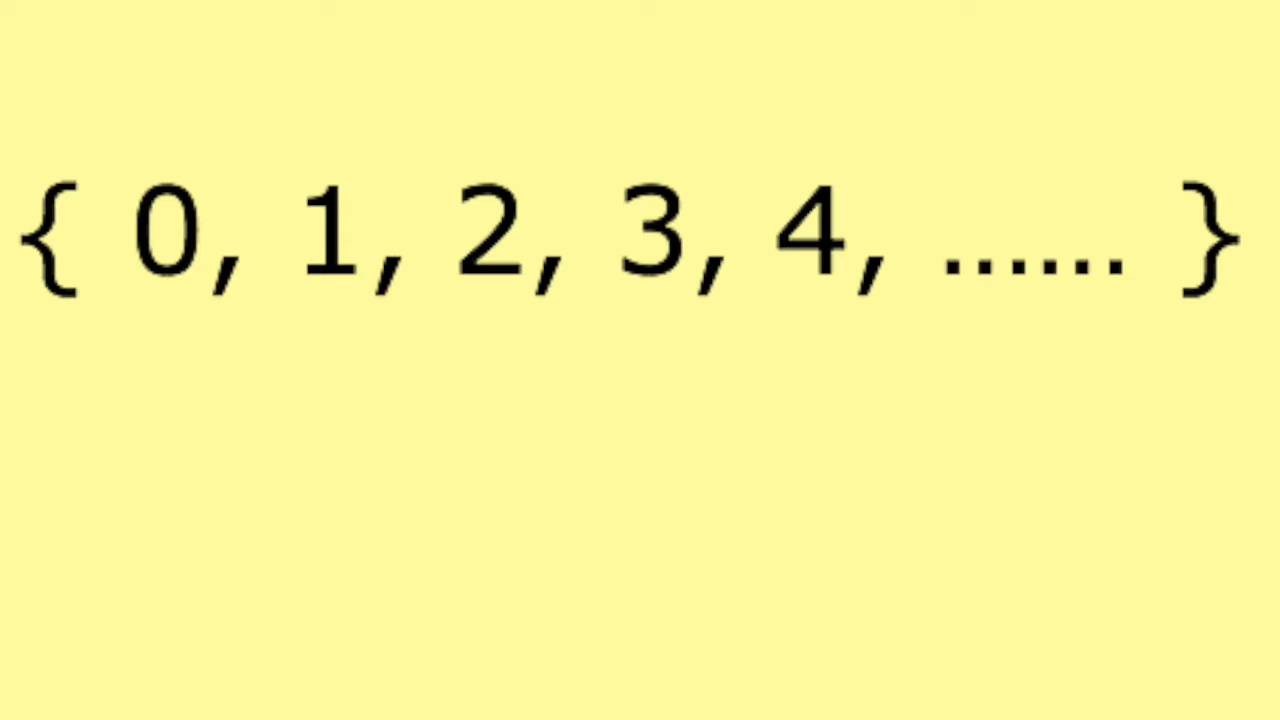 { 0, 1, 2, 3, 4, ...... }